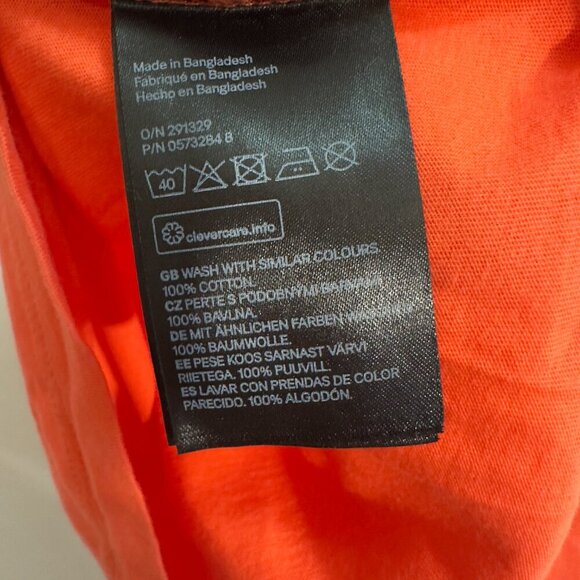 Made in Bangladesh
Fabriqué en Bangladesh
Hecho en Bangladesh
O/N 291329
P/N 0573284 8
40
clevercare.info
GB WASH WITH SIMILAR COLOURS.
100% COTTON.
CZ PERTE S PODOBNÝMI BARVAMI.
100% BAVLNA.
DE MIT ÄHNLICHEN FARBEN WASCHEN.
100% BAUMWOLLE.
EE PESE KOOS SARNAST VÄRVI
RIIETEGA. 100% PUUVILL.
ES LAVAR CON PRENDAS DE COLOR
PARECIDO. 100% ALGODÓN.